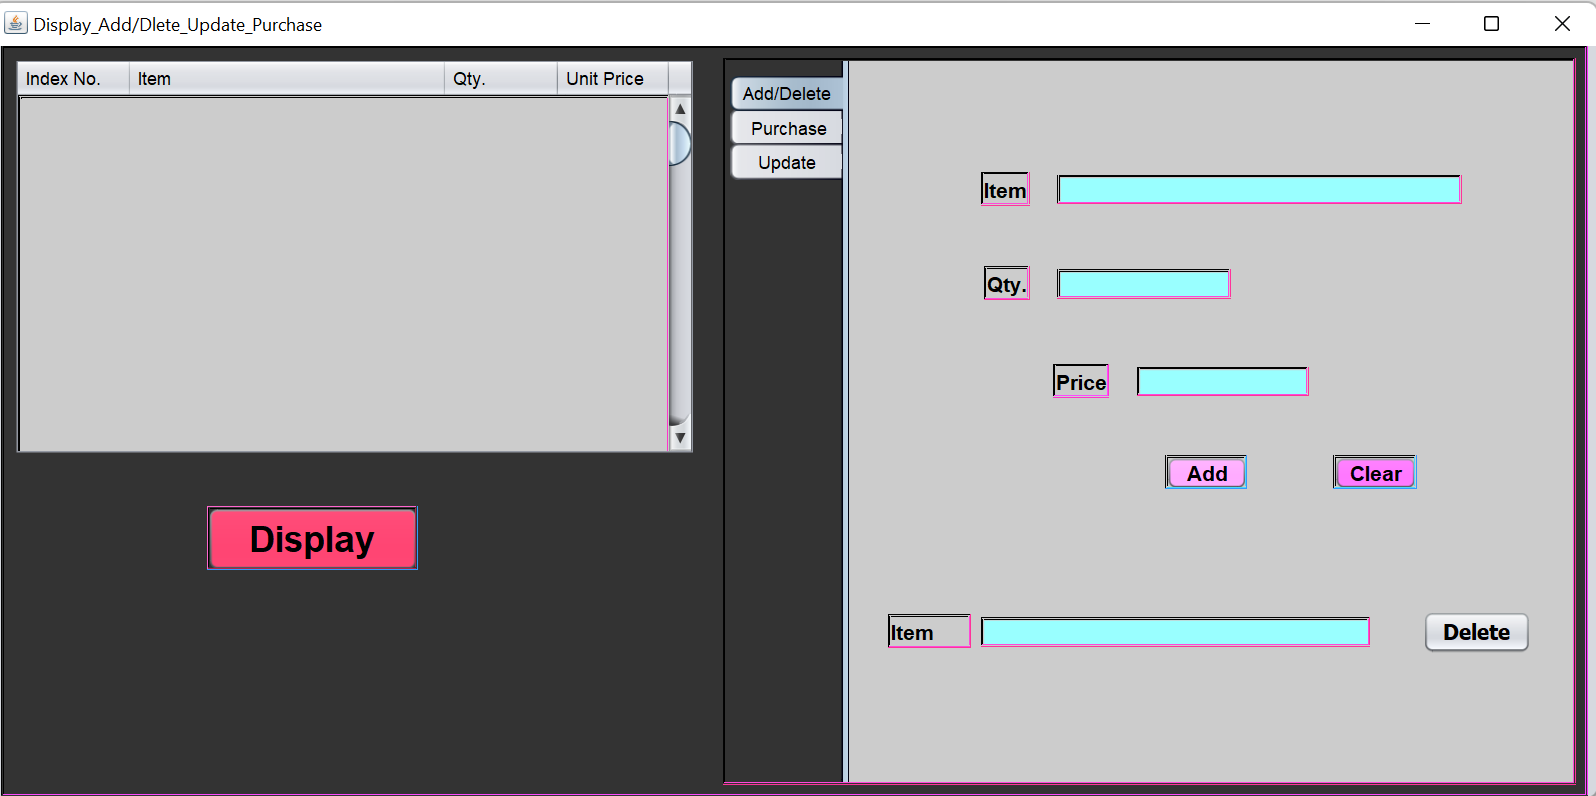 Display_Add/Dlete_Update_Purchase
Index No. Item Qty. Unit Price
Display
Add/Delete
Purchase
Update
Item
Qty.
Price
Add Clear
Item Delete